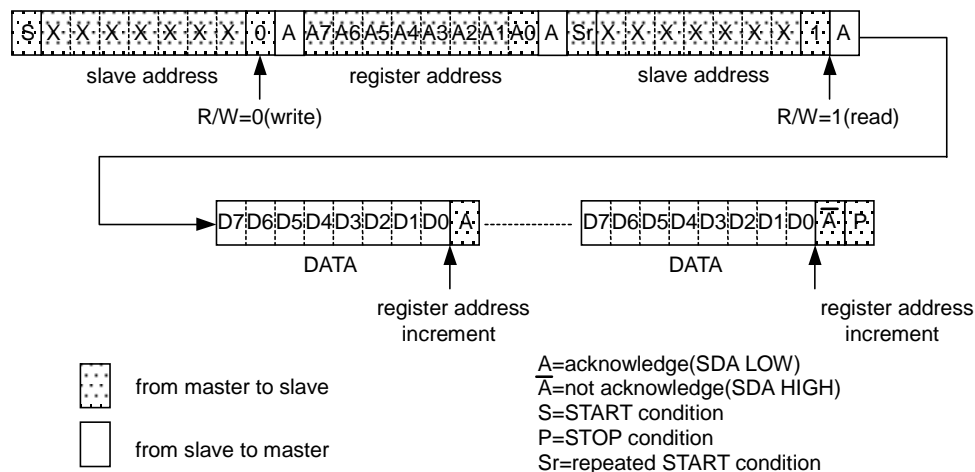 S X X X X X X X 0 A A7 A6 A5 A4 A3 A2 A1 A0 A Sr X X X X X X X 1 A
slave address register address slave address
R/W=0(write) R/W=1(read)
D7 D6 D5 D4 D3 D2 D1 D0 A D7 D6 D5 D4 D3 D2 D1 D0 A̅ P
DATA DATA
register address register address
increment increment
from master to slave
from slave to master
A=acknowledge(SDA LOW)
A̅=not acknowledge(SDA HIGH)
S=START condition
P=STOP condition
Sr=repeated START condition